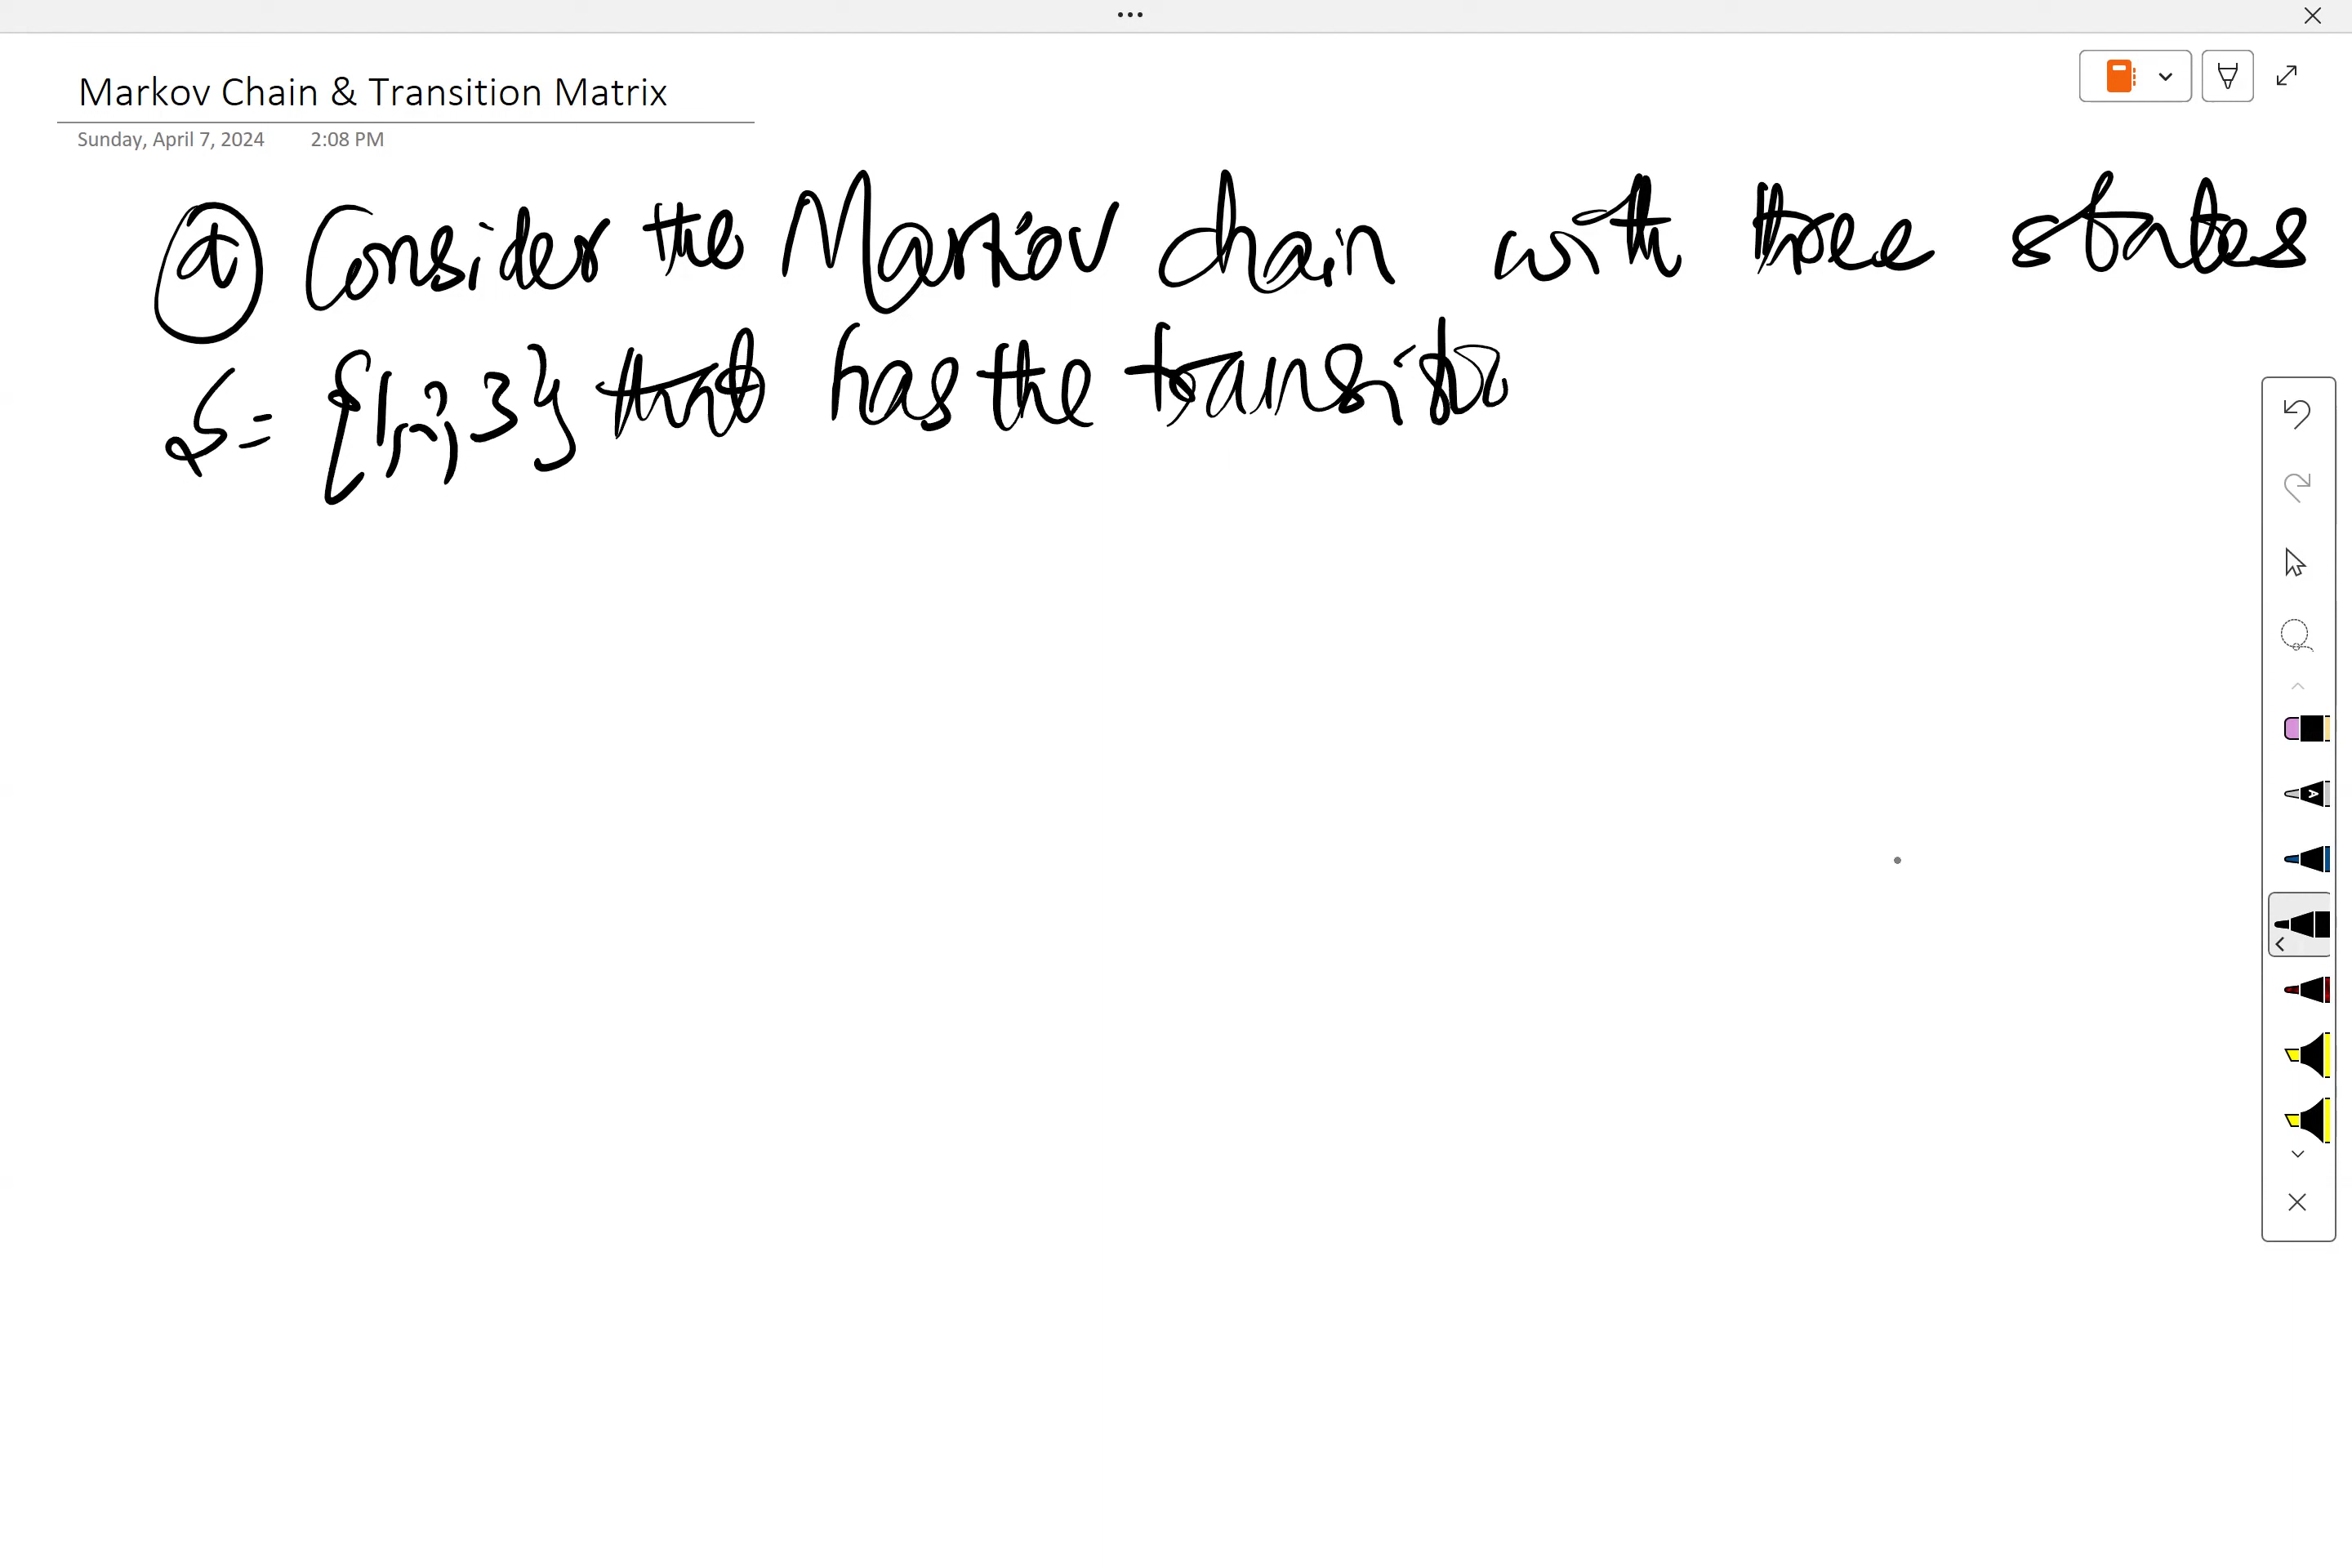 Markov Chain & Transition Matrix
Sunday, April 7, 2024 2:08 PM
Consider the Markov chain with three states
S = {1, 2, 3} that has the transitio